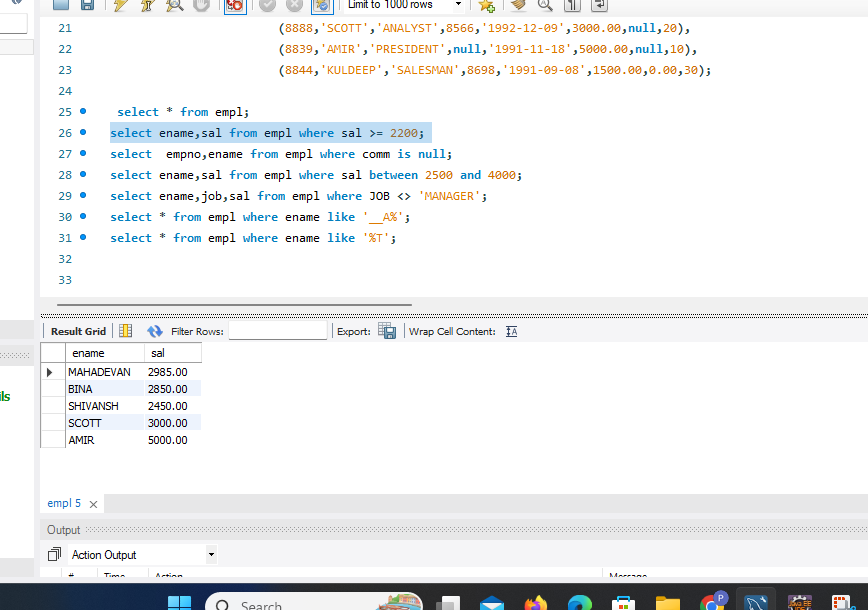 Limit to 1000 rows
21 (8888,'SCOTT','ANALYST',8566,'1992-12-09',3000.00,null,20),
22 (8839,'AMIR','PRESIDENT',null,'1991-11-18',5000.00,null,10),
23 (8844,'KULDEEP','SALESMAN',8698,'1991-09-08',1500.00,0.00,30);
24
25 select * from empl;
26 select ename,sal from empl where sal >= 2200;
27 select  empno,ename from empl where comm is null;
28 select ename,sal from empl where sal between 2500 and 4000;
29 select ename,job,sal from empl where JOB <> 'MANAGER';
30 select * from empl where ename like '__A%';
31 select * from empl where ename like '%T';
32
33
Result Grid Filter Rows: Export: Wrap Cell Content:
ename sal
MAHADEVAN 2985.00
BINA 2850.00
SHIVANSH 2450.00
SCOTT 3000.00
AMIR 5000.00
ils
empl 5
Output
Action Output
# Time Action Message
Search
P